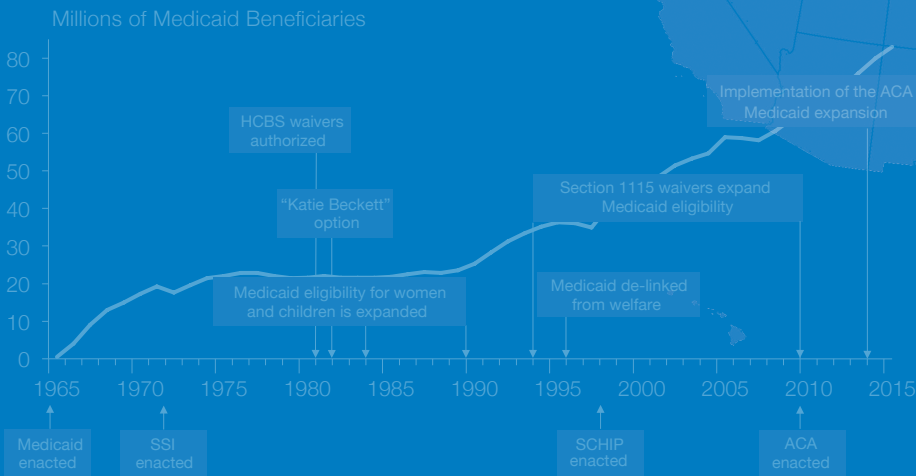 Millions of Medicaid Beneficiaries
80
70
60
50
40
30
20
10
0
Implementation of the ACA
Medicaid expansion
HCBS waivers
authorized
Section 1115 waivers expand
Medicaid eligibility
“Katie Beckett”
option
Medicaid eligibility for women
and children is expanded
Medicaid de-linked
from welfare
1965 1970 1975 1981 1985 1990 1995 2000 2005 2010 2015
Medicaid
enacted
SSI
enacted
SCHIP
enacted
ACA
enacted